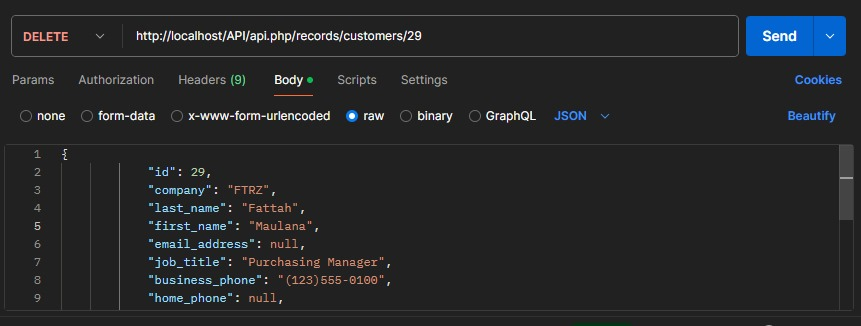 DELETE http://localhost/API/api.php/records/customers/29 Send
Params Authorization Headers (9) Body Scripts Settings Cookies
none form-data x-www-form-urlencoded raw binary GraphQL JSON Beautify
1 {
2 "id": 29,
3 "company": "FTRZ",
4 "last_name": "Fattah",
5 "first_name": "Maulana",
6 "email_address": null,
7 "job_title": "Purchasing Manager",
8 "business_phone": "(123)555-0100",
9 "home_phone": null,